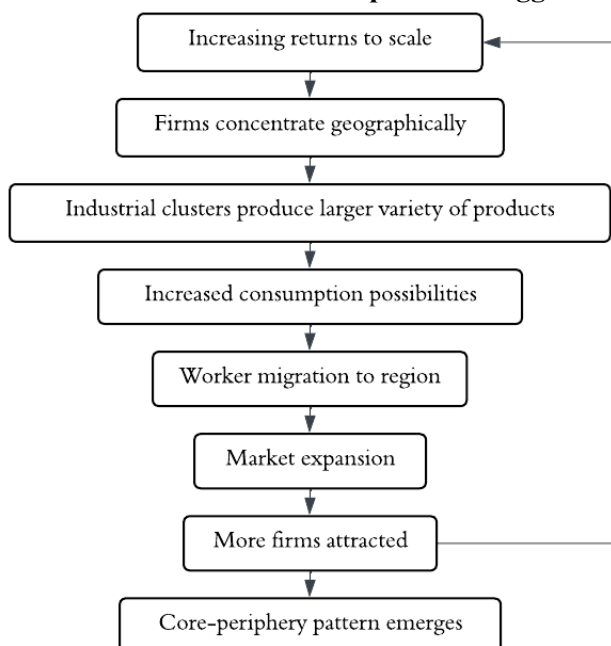 Increasing returns to scale
Firms concentrate geographically
Industrial clusters produce larger variety of products
Increased consumption possibilities
Worker migration to region
Market expansion
More firms attracted
Core-periphery pattern emerges